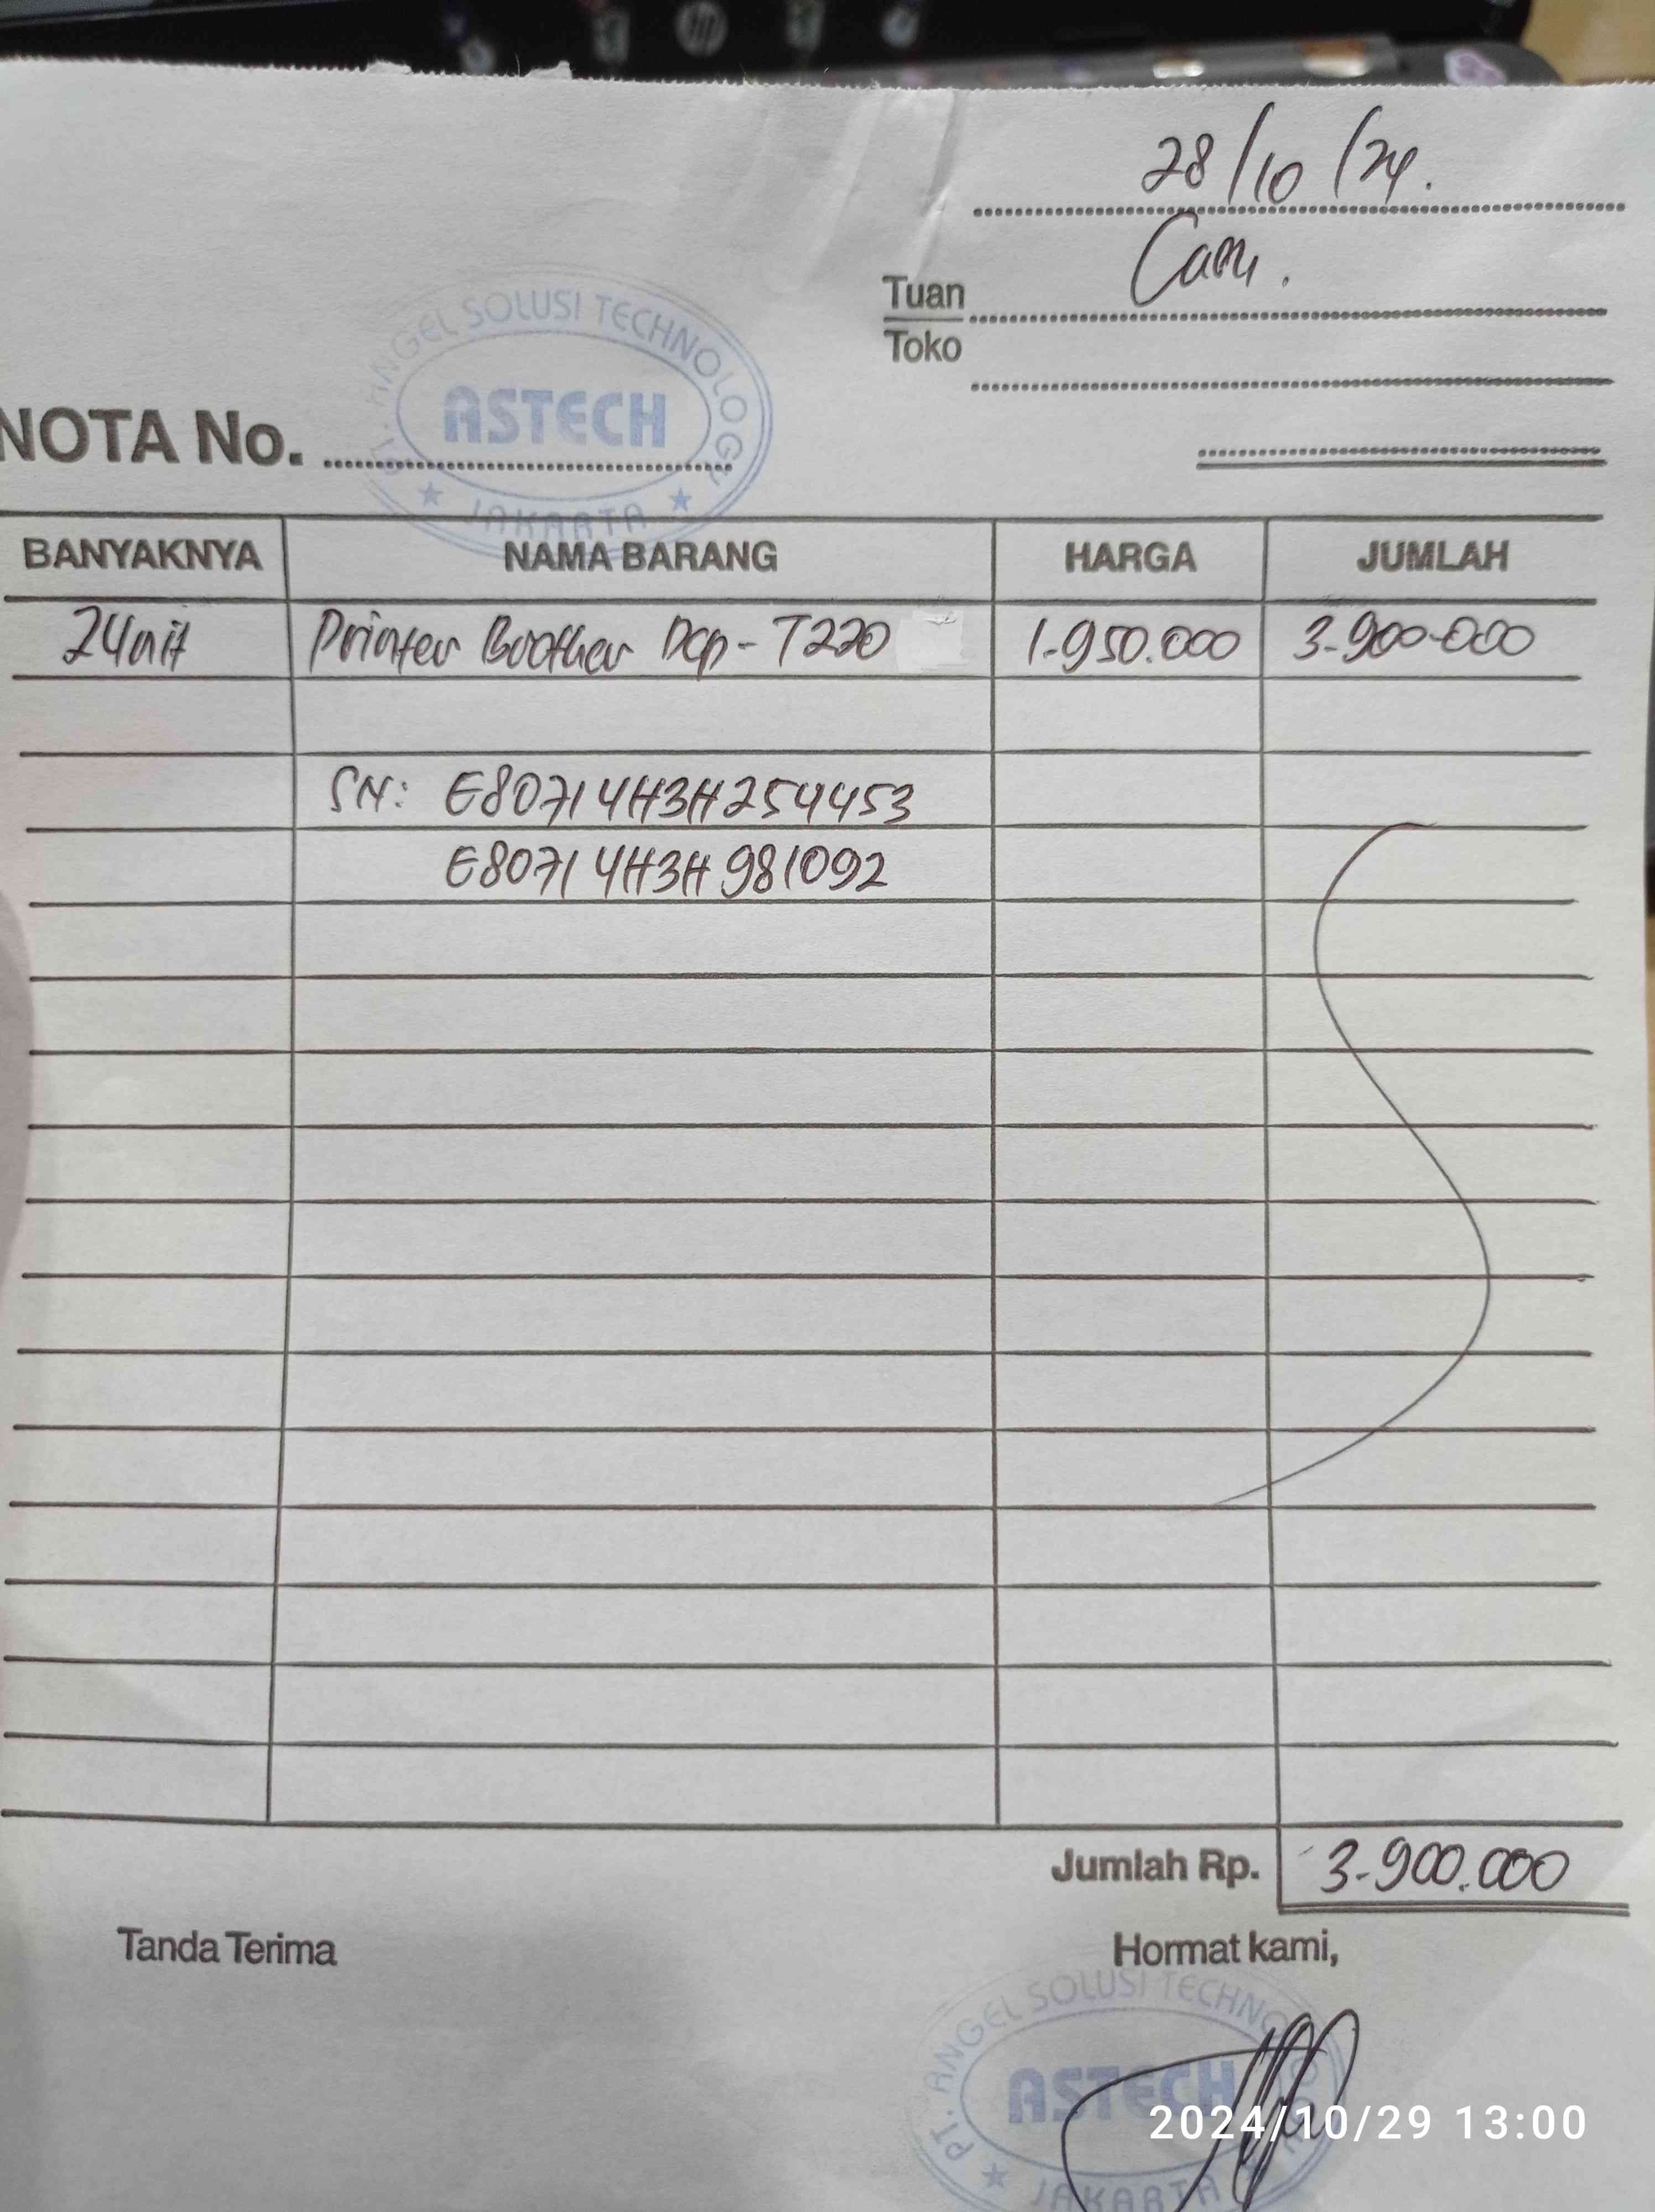 28/10/24.
Tuan
Toko
PT. ANGEL SOLUSI TECHNOLOGY
ASTECH
JAKARTA
NOTA No.
BANYAKNYA NAMA BARANG HARGA JUMLAH
2 Unit Printer Brother Dcp-T220 1.950.000 3.900.000
SN: E80714H3H254453
E80714H3H981092
Jumlah Rp. 3.900.000
Tanda Terima Hormat kami,
PT. ANGEL SOLUSI TECHNOLOGY
ASTECH
JAKARTA
2024/10/29 13:00